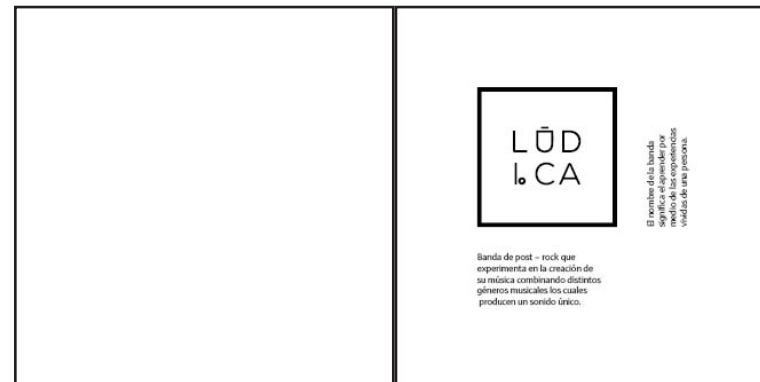 LŪD
I.CA
El nombre de la banda
significa el aprender por
medio de las experiencias
vividas de una persona.
Banda de post – rock que
experimenta en la creación de
su música combinando distintos
géneros musicales los cuales
producen un sonido único.